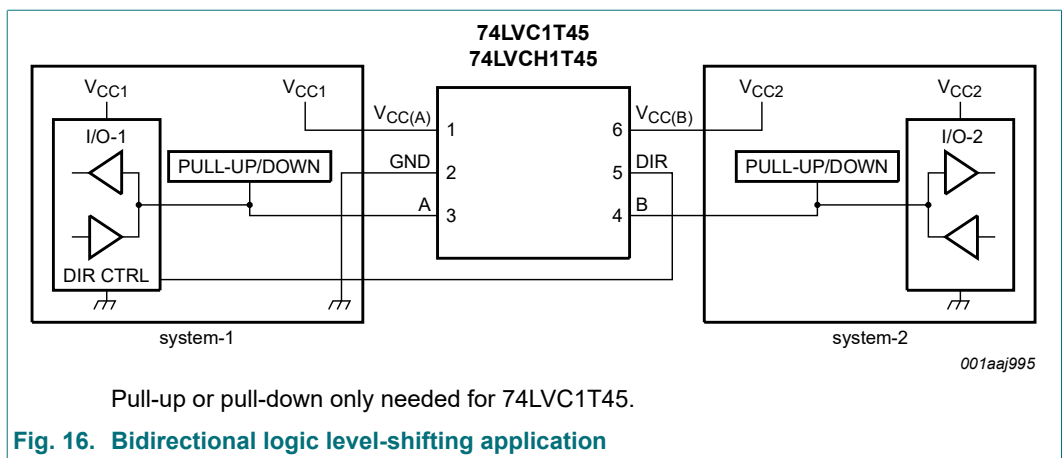 74LVC1T45
74LVCH1T45
VCC1
VCC1
VCC(A)
VCC(B)
VCC2
VCC2
I/O-1
1
6
I/O-2
PULL-UP/DOWN
GND
2
5
DIR
PULL-UP/DOWN
A
3
4
B
DIR CTRL
system-1
system-2
001aaj995
Pull-up or pull-down only needed for 74LVC1T45.
Fig. 16. Bidirectional logic level-shifting application